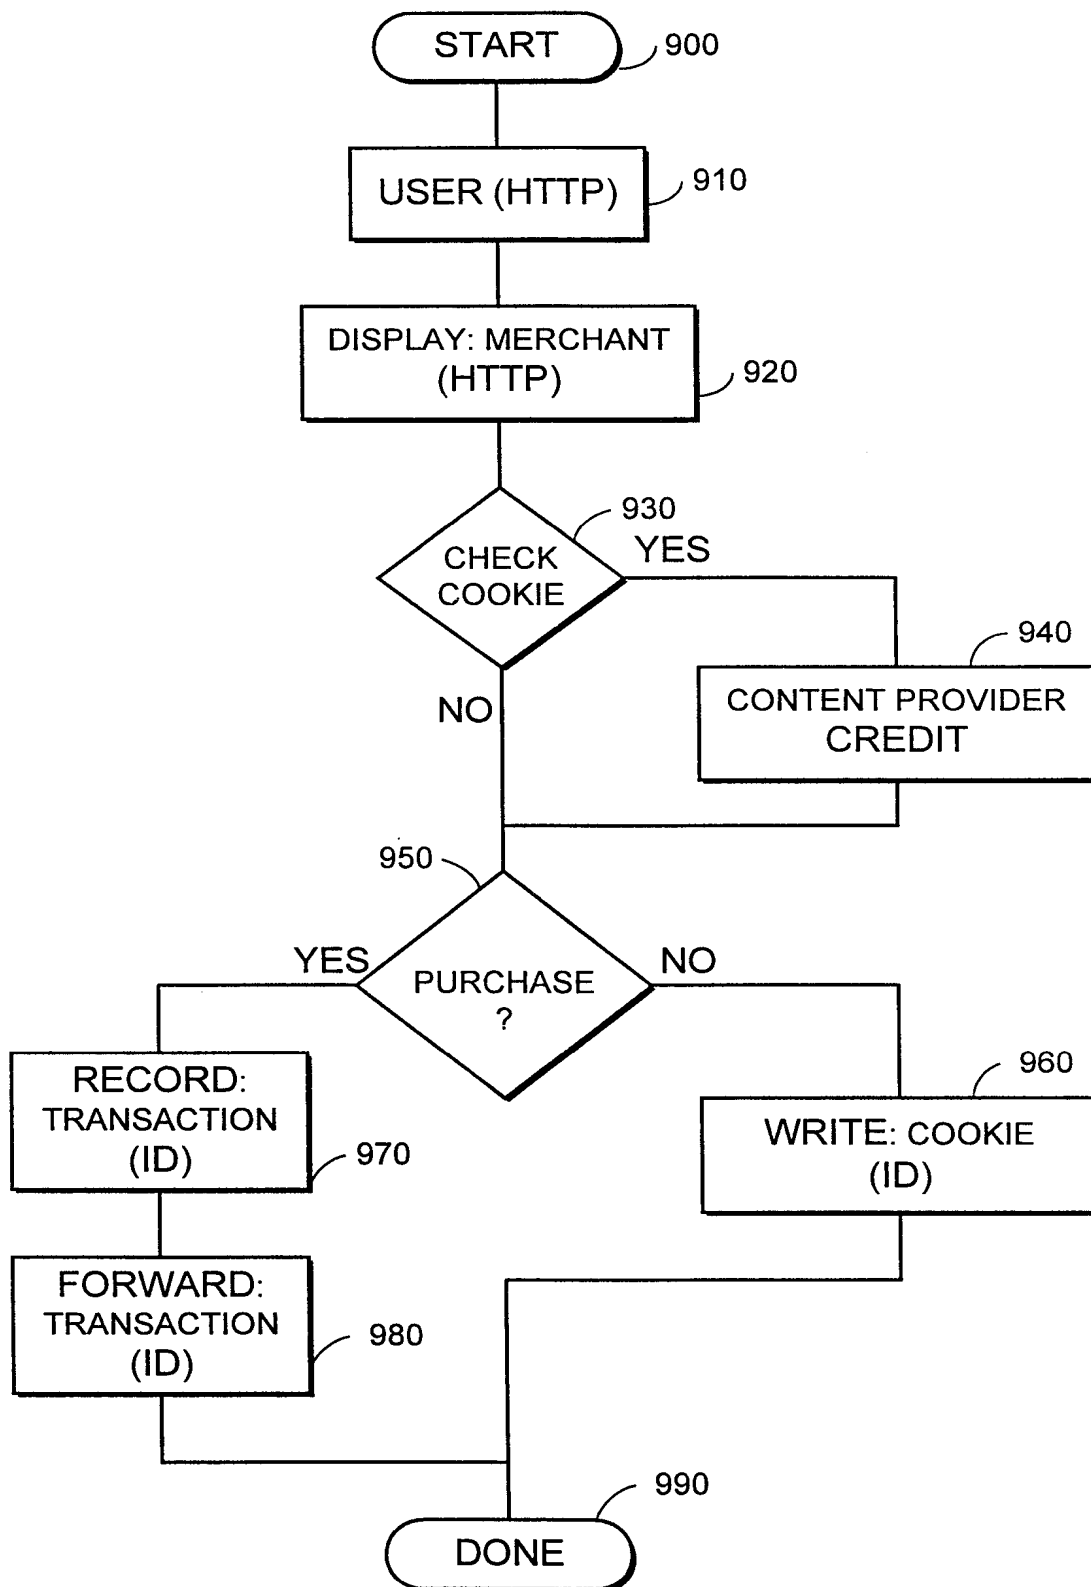 START
900
USER (HTTP)
910
DISPLAY: MERCHANT
(HTTP)
920
930
CHECK
COOKIE
YES
940
NO
CONTENT PROVIDER
CREDIT
950
YES
PURCHASE
?
NO
960
RECORD:
TRANSACTION
(ID)
970
WRITE: COOKIE
(ID)
FORWARD:
TRANSACTION
(ID)
980
990
DONE